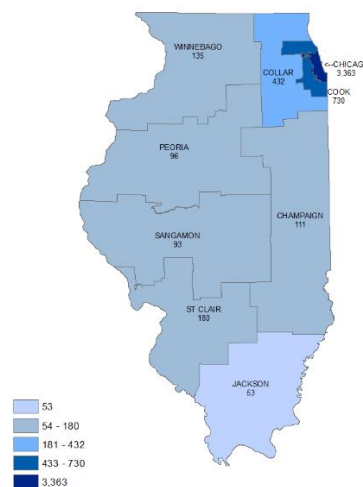 WINNEBAGO
135
<--CHICAG
3,363
COLLAR
432
COOK
730
PEORIA
96
CHAMPAIGN
111
SANGAMON
93
ST CLAIR
180
JACKSON
53
53
54 - 180
181 - 432
433 - 730
3,363